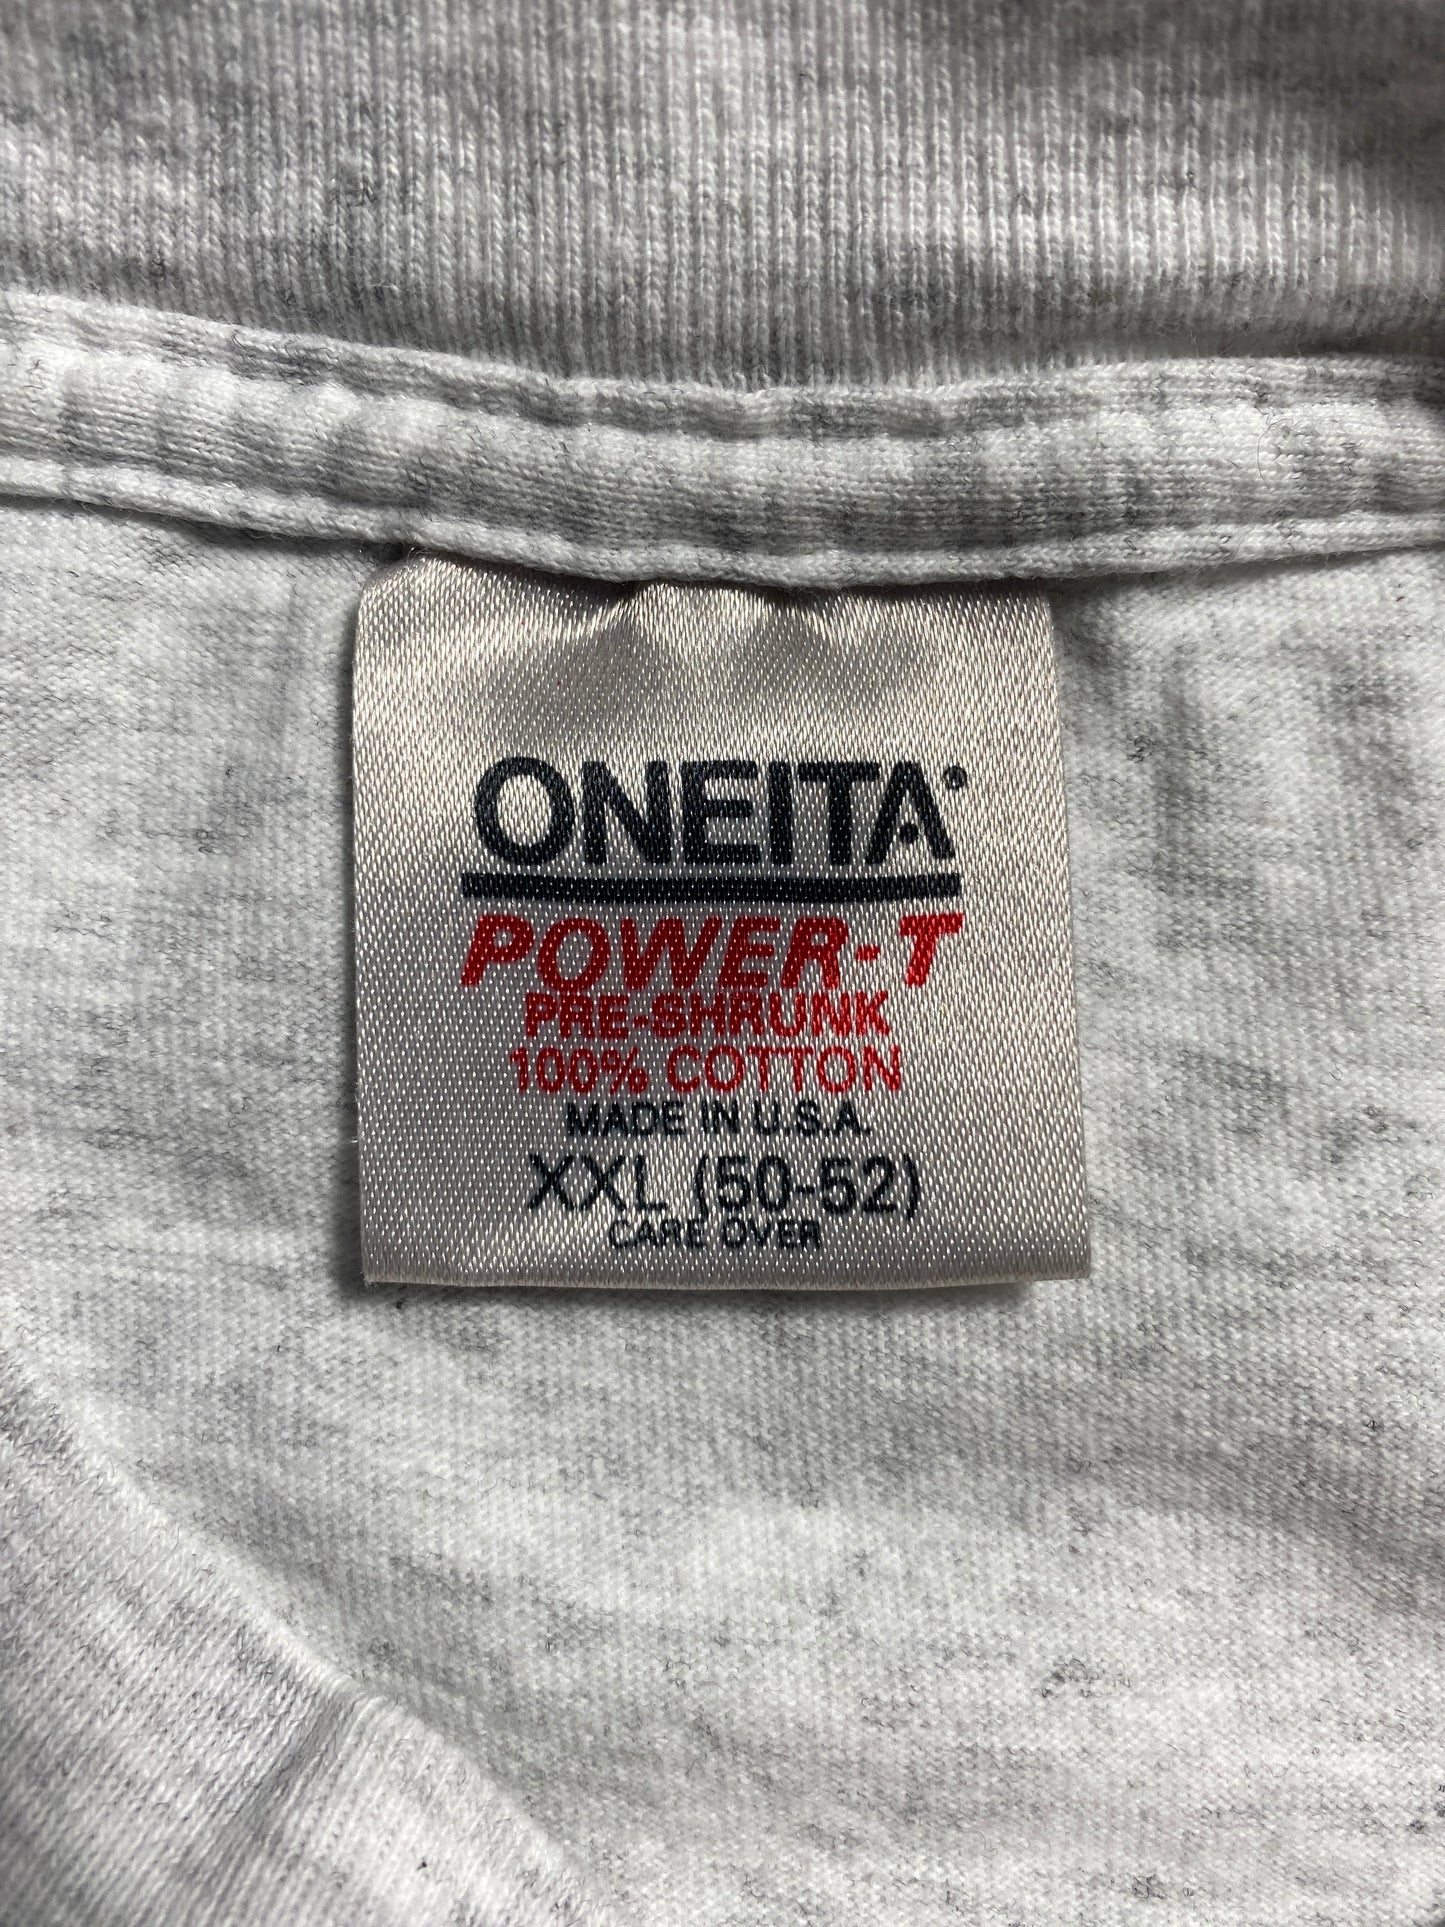 ONEITA®
POWER-T
PRE-SHRUNK
100% COTTON
MADE IN U.S.A.
XXL (50-52)
CARE OVER